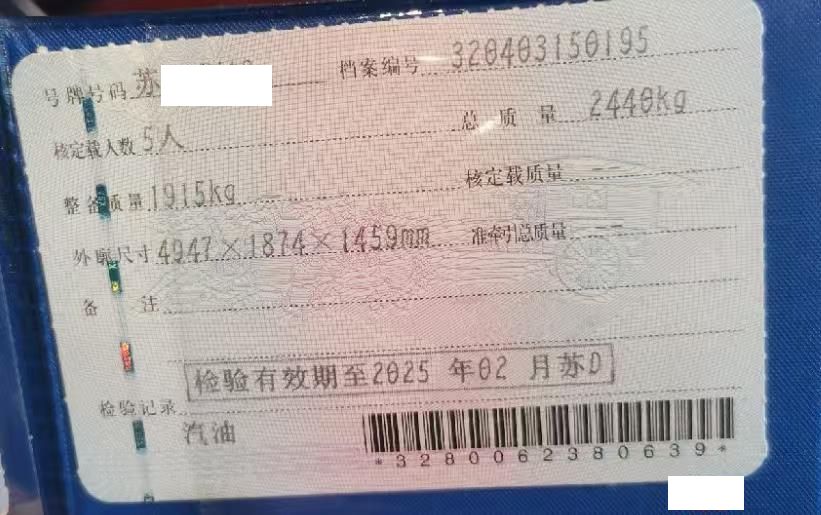 号牌号码 苏 档案编号 320403150195
核定载人数 5人 总质量 2440kg
整备质量 1915kg 核定载质量 --
外廓尺寸 4947×1874×1459mm 准牵引总质量 --
备注
检验有效期至2025 年02 月苏D
检验记录
汽油
*3280062380639*